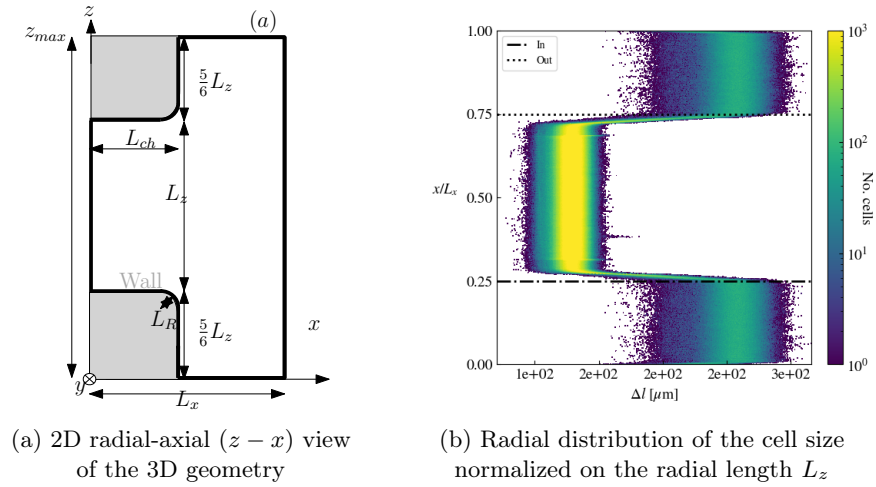 (a)
z
z_max
5/6 L_z
L_ch
L_z
Wall
L_R
5/6 L_z
x
y
L_x
(a) 2D radial-axial (z − x) view
of the 3D geometry
In
Out
1.00
0.75
x/L_x
0.50
0.25
0.00
1e+02
2e+02
2e+02
2e+02
3e+02
Δl [μm]
10^3
10^2
10^1
10^0
No. cells
(b) Radial distribution of the cell size
normalized on the radial length L_z